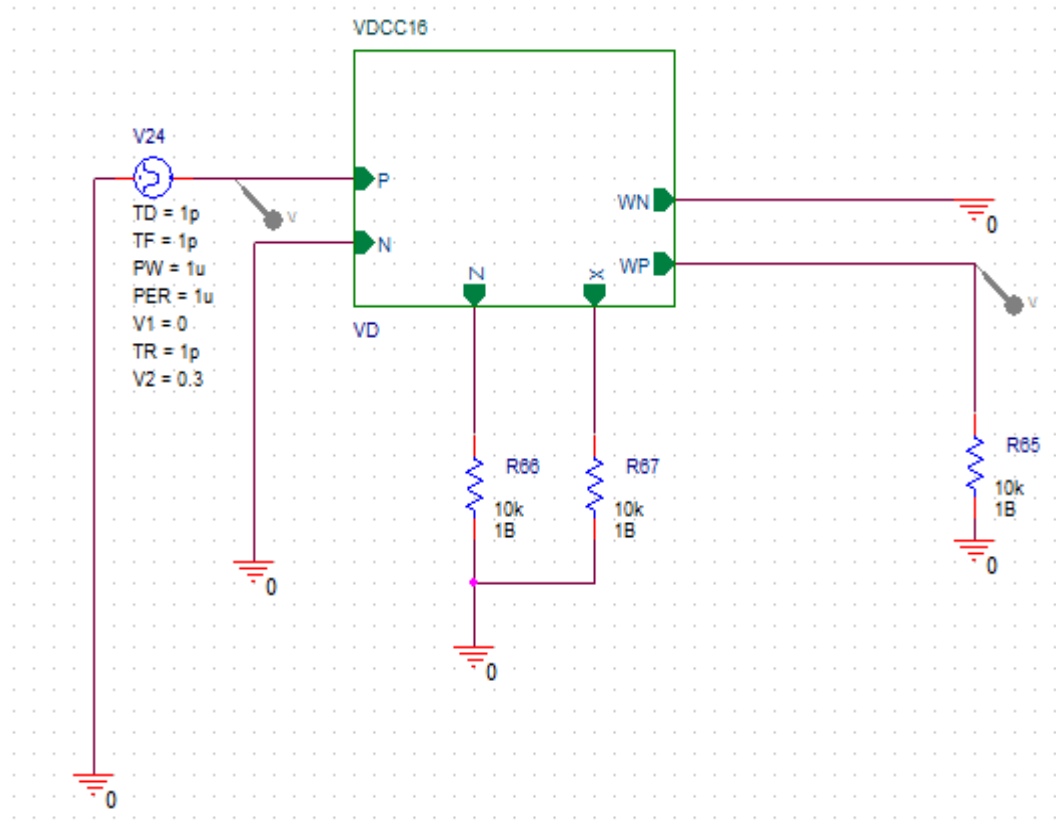 VDCC16
V24
TD = 1p
TF = 1p
PW = 1u
PER = 1u
V1 = 0
TR = 1p
V2 = 0.3
P
N
V
WN
WP
Z
X
VD
0
V
R66
10k
1B
R67
10k
1B
R65
10k
1B
0
0
0
0